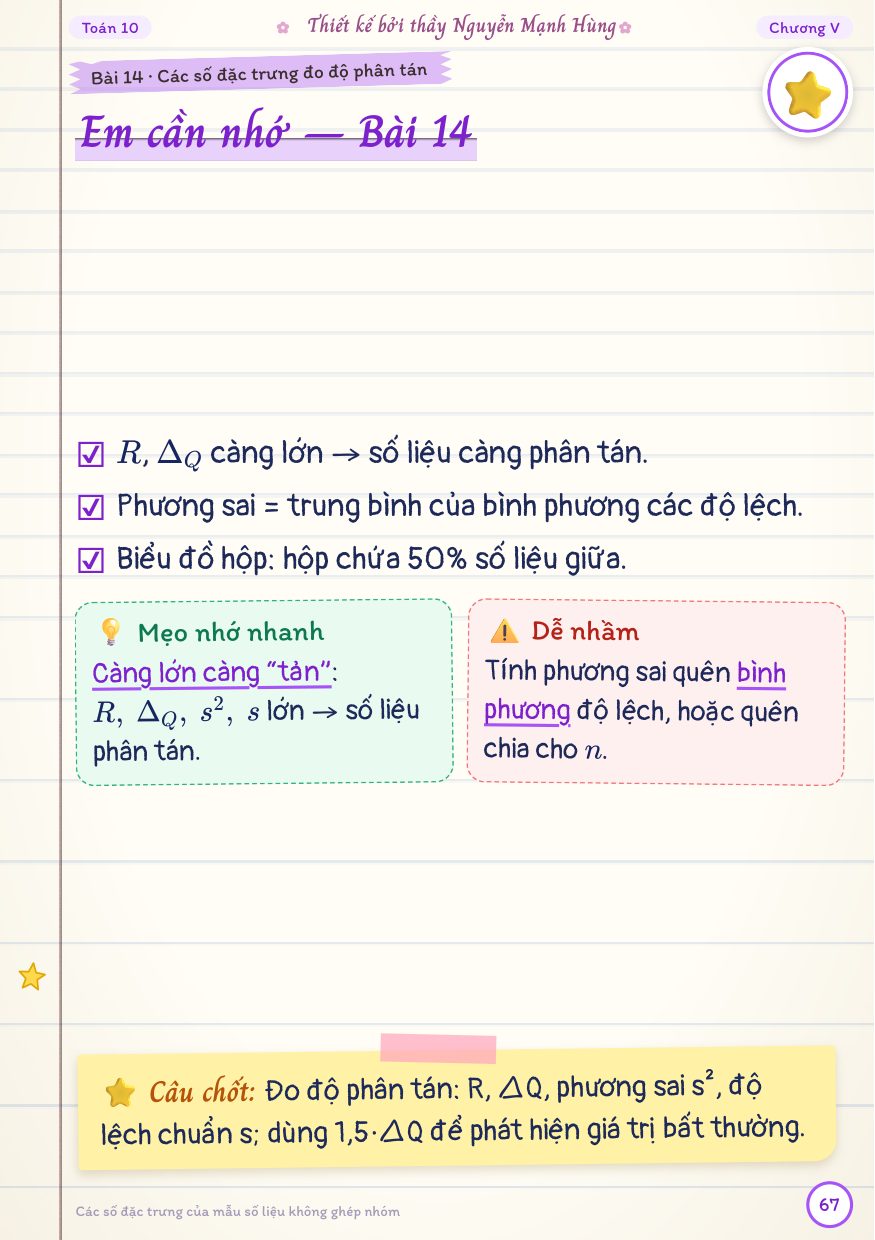 Toán 10
Thiết kế bởi thầy Nguyễn Mạnh Hùng
Chương V
Bài 14 · Các số đặc trưng đo độ phân tán
Em cần nhớ — Bài 14
R, Δ_Q càng lớn → số liệu càng phân tán.
Phương sai = trung bình của bình phương các độ lệch.
Biểu đồ hộp: hộp chứa 50% số liệu giữa.
Mẹo nhớ nhanh
Càng lớn càng “tản”:
R, Δ_Q, s², s lớn → số liệu
phân tán.
Dễ nhầm
Tính phương sai quên bình
phương độ lệch, hoặc quên
chia cho n.
Câu chốt: Đo độ phân tán: R, ΔQ, phương sai s², độ
lệch chuẩn s; dùng 1,5·ΔQ để phát hiện giá trị bất thường.
Các số đặc trưng của mẫu số liệu không ghép nhóm
67